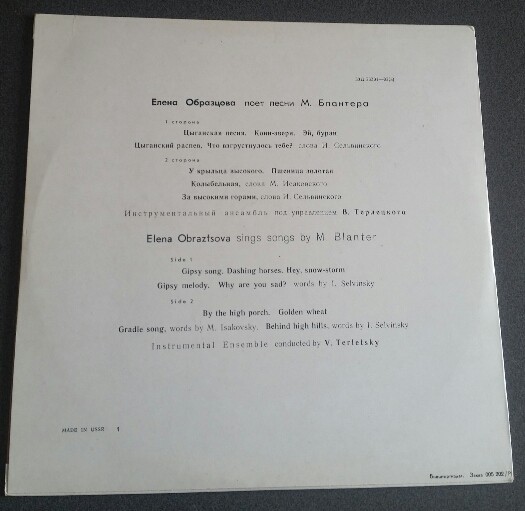 Елена Образцова поет песни М. Блантера
1 сторона
Цыганская песня. Кони-звери. Эй, буран
Цыганский распев. Что взгрустнулось тебе? слова И. Сельвинского
2 сторона
У крыльца высокого. Пшеница золотая
Колыбельная, слова М. Исаковского
За высокими горами, слова И. Сельвинского
Инструментальный ансамбль под управлением В. Терлецкого
Elena Obraztsova sings songs by M. Blanter
Side 1
Gipsy song. Dashing horses. Hey, snow-storm
Gipsy melody. Why are you sad? words by I. Selvinsky
Side 2
By the high porch. Golden wheat
Gradle song, words by M. Isakovsky. Behind high hills, words by I. Selvinsky
Instrumental Ensemble conducted by V. Terletsky
MADE IN USSR